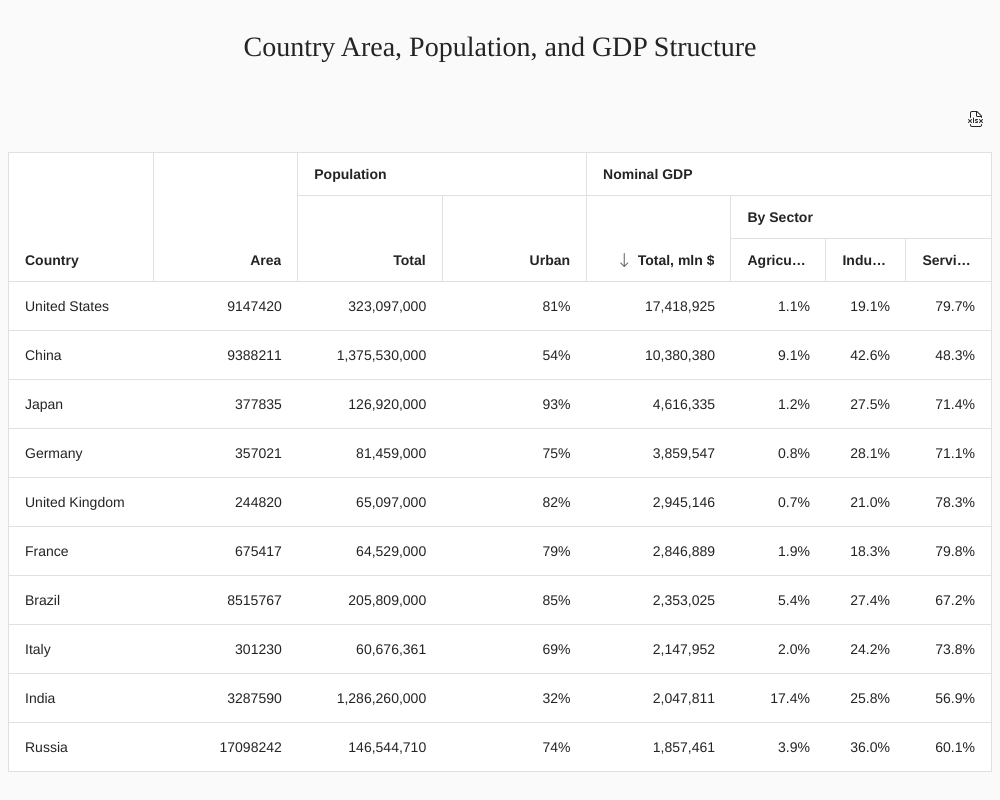 Country Area, Population, and GDP Structure
xlsx
Population Nominal GDP
By Sector
Country Area Total Urban Total, mln $ Agricu… Indu… Servi…
United States 9147420 323,097,000 81% 17,418,925 1.1% 19.1% 79.7%
China 9388211 1,375,530,000 54% 10,380,380 9.1% 42.6% 48.3%
Japan 377835 126,920,000 93% 4,616,335 1.2% 27.5% 71.4%
Germany 357021 81,459,000 75% 3,859,547 0.8% 28.1% 71.1%
United Kingdom 244820 65,097,000 82% 2,945,146 0.7% 21.0% 78.3%
France 675417 64,529,000 79% 2,846,889 1.9% 18.3% 79.8%
Brazil 8515767 205,809,000 85% 2,353,025 5.4% 27.4% 67.2%
Italy 301230 60,676,361 69% 2,147,952 2.0% 24.2% 73.8%
India 3287590 1,286,260,000 32% 2,047,811 17.4% 25.8% 56.9%
Russia 17098242 146,544,710 74% 1,857,461 3.9% 36.0% 60.1%